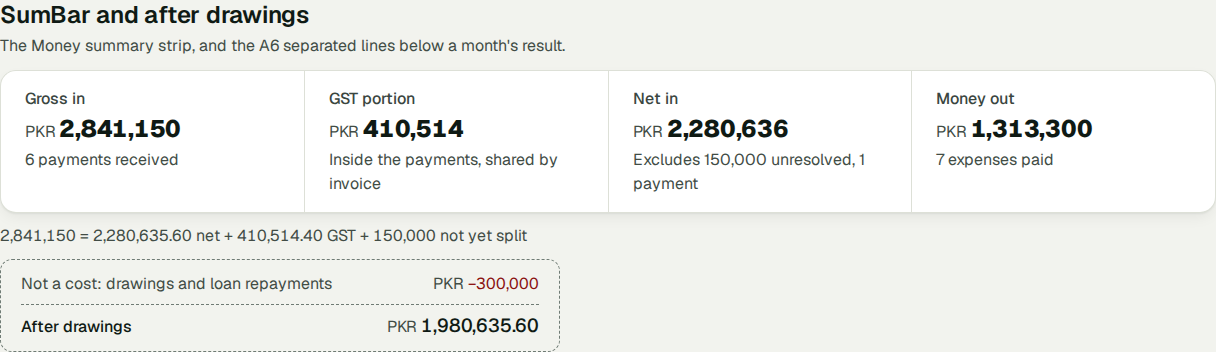 SumBar and after drawings
The Money summary strip, and the A6 separated lines below a month's result.
Gross in
PKR 2,841,150
6 payments received
GST portion
PKR 410,514
Inside the payments, shared by
invoice
Net in
PKR 2,280,636
Excludes 150,000 unresolved, 1
payment
Money out
PKR 1,313,300
7 expenses paid
2,841,150 = 2,280,635.60 net + 410,514.40 GST + 150,000 not yet split
Not a cost: drawings and loan repayments PKR −300,000
After drawings PKR 1,980,635.60